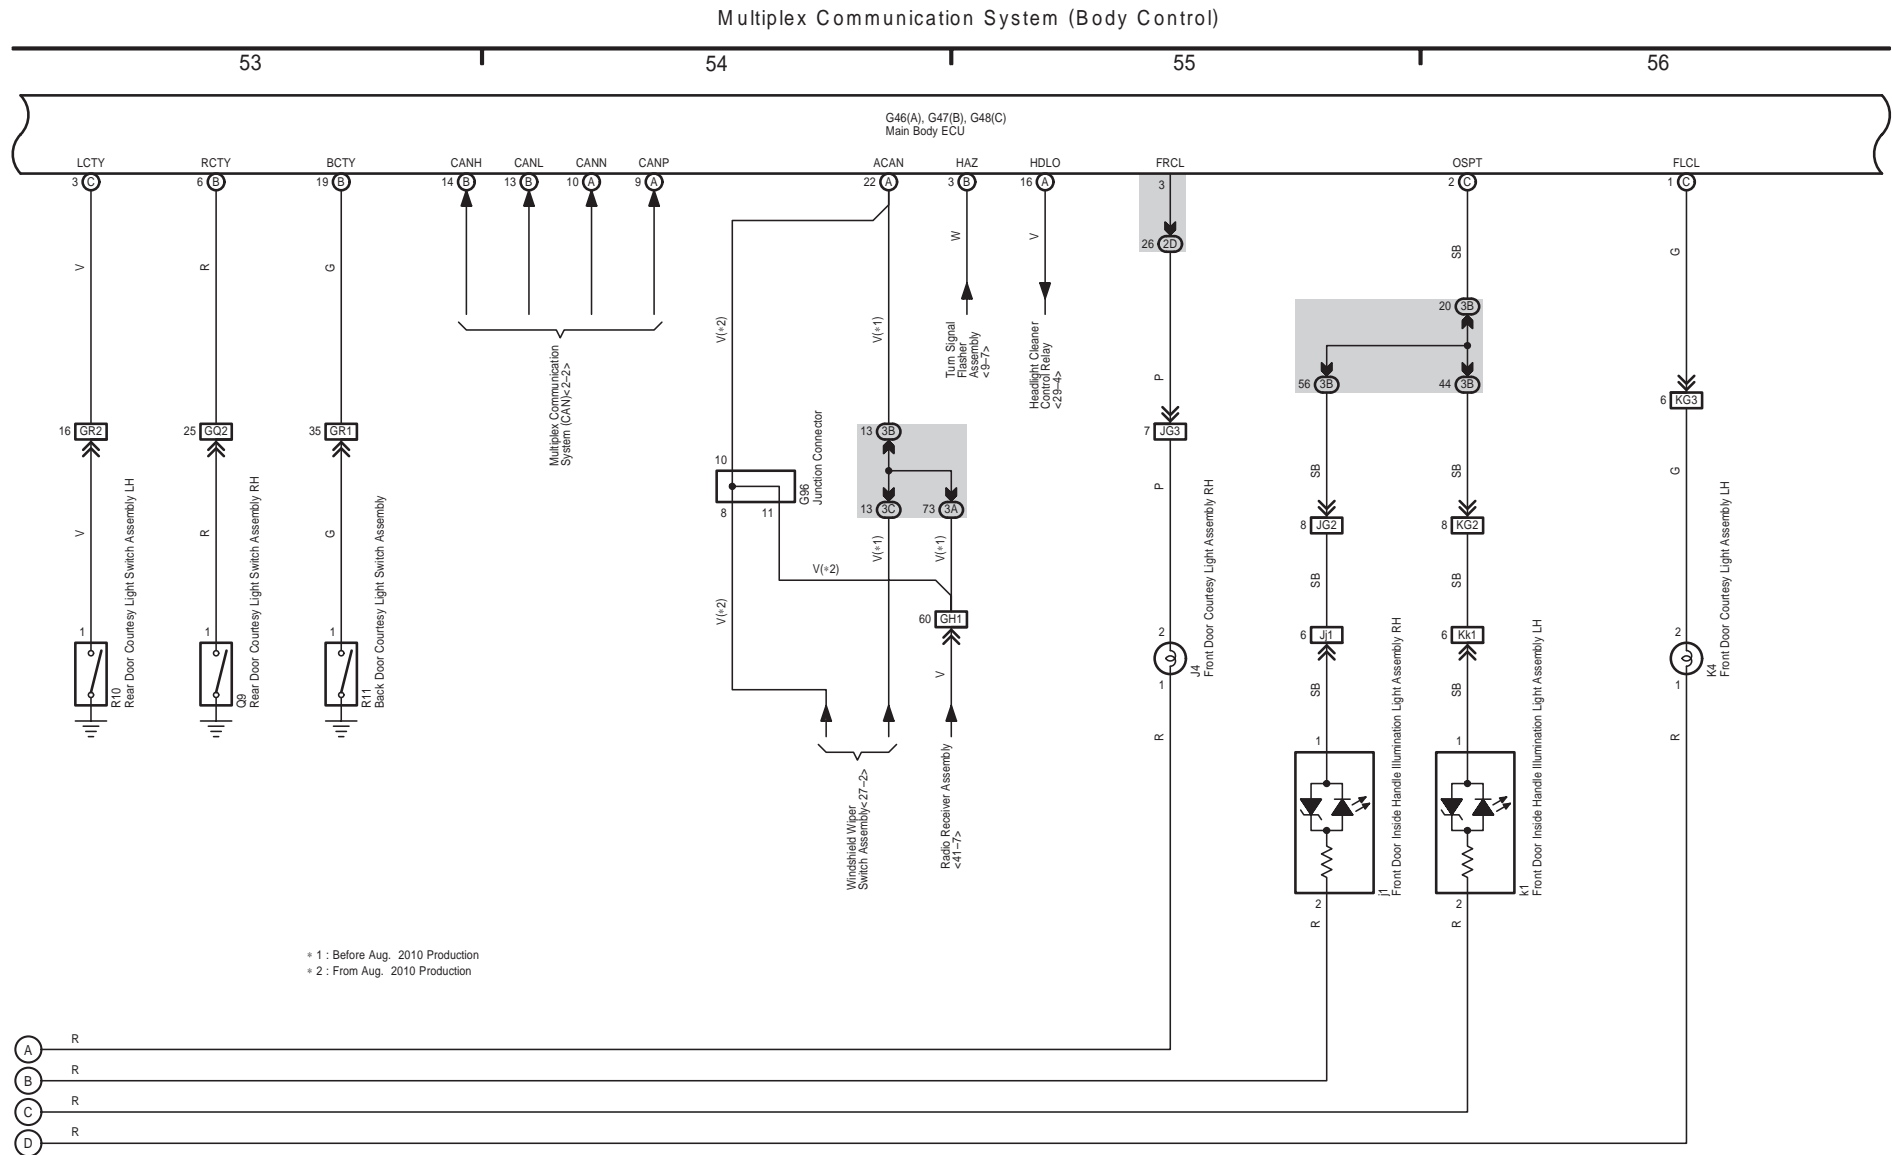 Multiplex Communication System (Body Control)
53
54
55
56
G46(A), G47(B), G48(C)
Main Body ECU
LCTY
RCTY
BCTY
CANH
CANL
CANN
CANP
ACAN
HAZ
HDLO
FRCL
OSPT
FLCL
3 C
6 B
19 B
14 B
13 B
10 A
9 A
22 A
3 B
16 A
3
2 C
1 C
26 2D
V
R
G
W
V
SB
G
20 3B
V(*2)
V(*1)
Multiplex Communication
System (CAN)<2-2>
Turn Signal
Flasher
Assembly
<9-7>
Headlight Cleaner
Control Relay
<29-4>
P
56 3B
44 3B
6 KG3
16 GR2
25 GQ2
35 GR1
13 3B
7 JG3
10
G96
Junction Connector
8
11
13 3C
73 3A
P
SB
SB
G
8 JG2
8 KG2
V
R
G
V(*1)
V(*1)
V(*2)
V(*2)
SB
SB
60 GH1
V
6 Jj1
6 Kk1
1
R10
Rear Door Courtesy Light Switch Assembly LH
1
Q9
Rear Door Courtesy Light Switch Assembly RH
1
R11
Back Door Courtesy Light Switch Assembly
2
J4
Front Door Courtesy Light Assembly RH
1
R
2
K4
Front Door Courtesy Light Assembly LH
1
R
SB
SB
Windshield Wiper
Switch Assembly<27-2>
Radio Receiver Assembly
<41-7>
1
j1
Front Door Inside Handle Illumination Light Assembly RH
2
R
1
k1
Front Door Inside Handle Illumination Light Assembly LH
2
R
* 1 : Before Aug. 2010 Production
* 2 : From Aug. 2010 Production
A R
B R
C R
D R